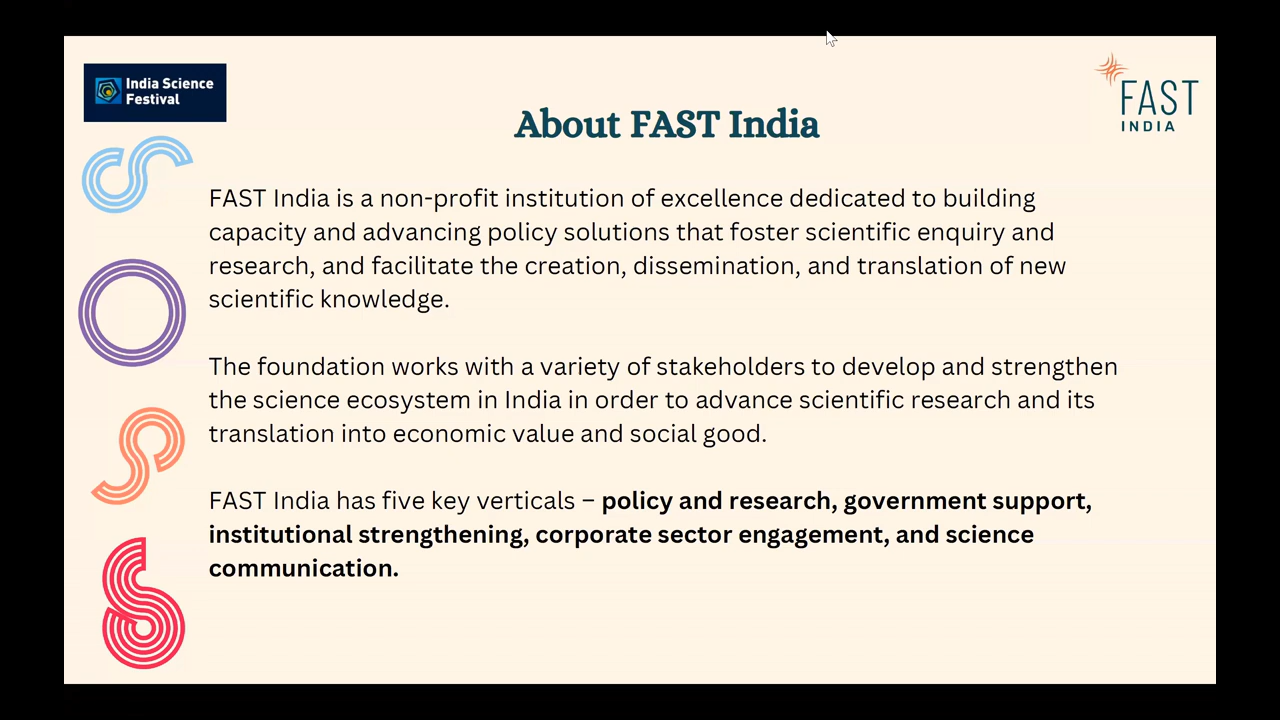 India Science
Festival
FAST
INDIA
About FAST India
FAST India is a non-profit institution of excellence dedicated to building
capacity and advancing policy solutions that foster scientific enquiry and
research, and facilitate the creation, dissemination, and translation of new
scientific knowledge.
The foundation works with a variety of stakeholders to develop and strengthen
the science ecosystem in India in order to advance scientific research and its
translation into economic value and social good.
FAST India has five key verticals – policy and research, government support,
institutional strengthening, corporate sector engagement, and science
communication.